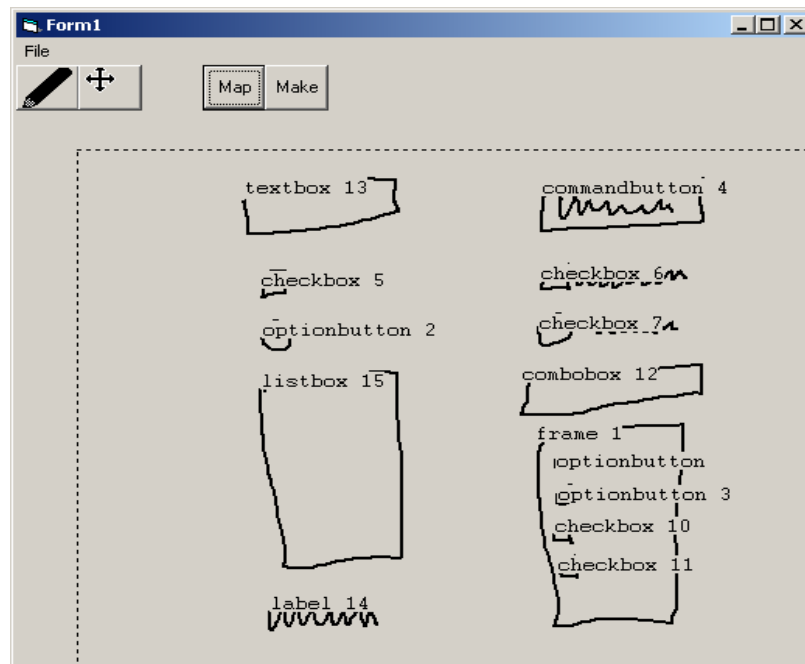 Form1
File
Map Make
textbox 13
commandbutton 4
checkbox 5
checkbox 6
optionbutton 2
checkbox 7
listbox 15
combobox 12
frame 1
optionbutton
optionbutton 3
checkbox 10
checkbox 11
label 14